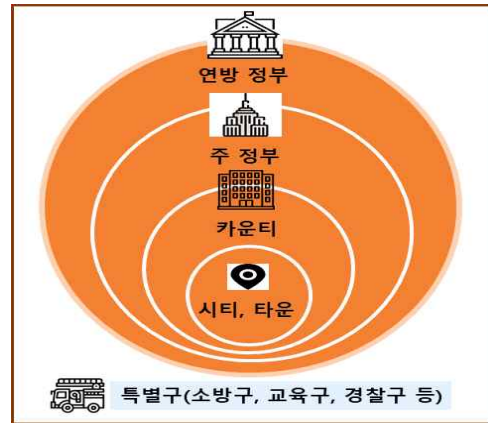 연방 정부
주 정부
카운티
시티, 타운
특별구(소방구, 교육구, 경찰구 등)